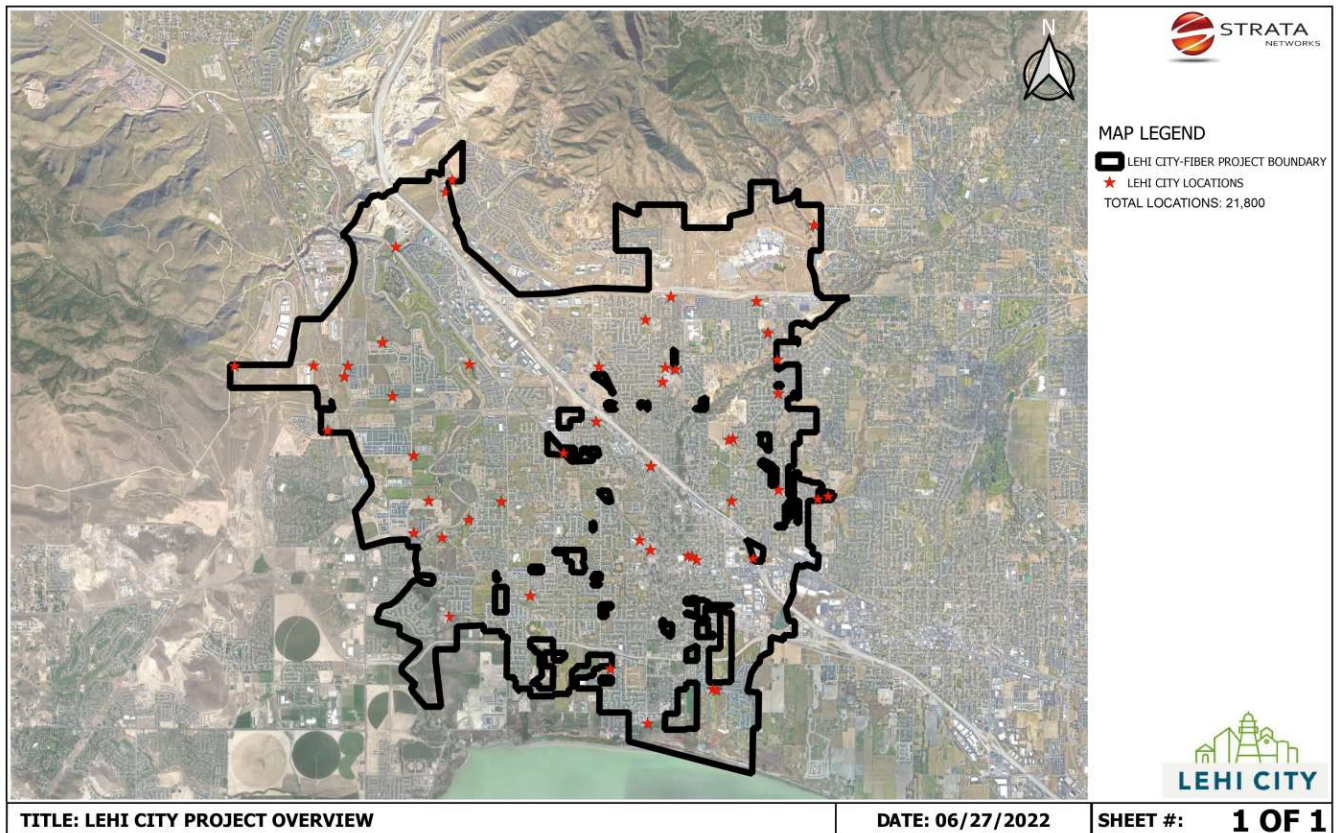 N
STRATA
NETWORKS
MAP LEGEND
LEHI CITY-FIBER PROJECT BOUNDARY
LEHI CITY LOCATIONS
TOTAL LOCATIONS: 21,800
LEHI CITY
TITLE: LEHI CITY PROJECT OVERVIEW
DATE: 06/27/2022
SHEET #: 1 OF 1